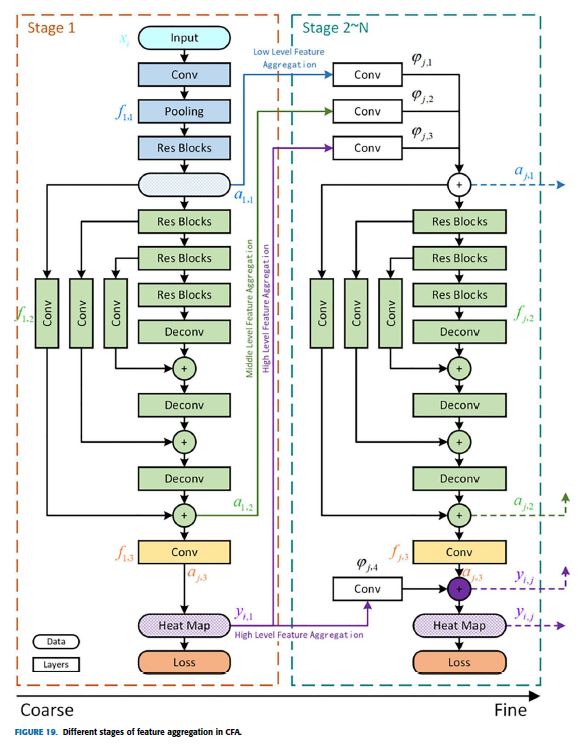 Stage 1
Stage 2~N
Input
x_i
Conv
Low Level Feature
Aggregation
Conv
φ_{j,1}
f_{1,1}
Pooling
Conv
φ_{j,2}
Res Blocks
Conv
φ_{j,3}
a_{1,1}
+
a_{j,1}
Res Blocks
Res Blocks
Res Blocks
f_{1,2}
Conv
Conv
Conv
Deconv
+
Deconv
+
Deconv
+
a_{1,2}
Middle Level Feature Aggregation
High Level Feature Aggregation
Res Blocks
Res Blocks
Res Blocks
f_{j,2}
Conv
Conv
Conv
Deconv
+
Deconv
+
Deconv
+
a_{j,2}
f_{1,3}
Conv
a_{j,3}
f_{j,3}
Conv
φ_{j,4}
Conv
a_{j,3}
+
y_{i,j}
Heat Map
y_{i,1}
High Level Feature Aggregation
Heat Map
y_{i,j}
Data
Layers
Loss
Loss
Coarse
Fine
FIGURE 19. Different stages of feature aggregation in CFA.